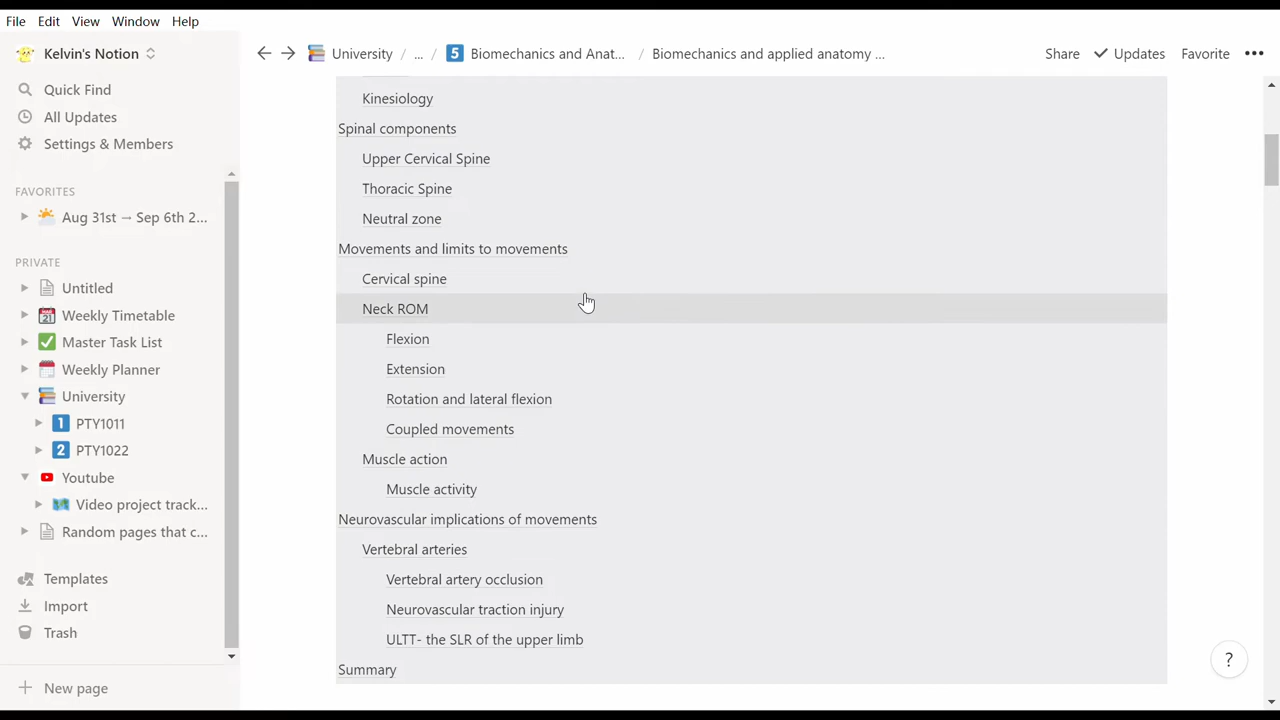 File Edit View Window Help
Kelvin's Notion
University / ... / 5 Biomechanics and Anat... / Biomechanics and applied anatomy ...
Share Updates Favorite •••
Quick Find
All Updates
Settings & Members
FAVORITES
Aug 31st → Sep 6th 2...
PRIVATE
Untitled
Weekly Timetable
Master Task List
Weekly Planner
University
1 PTY1011
2 PTY1022
Youtube
Video project track...
Random pages that c...
Templates
Import
Trash
New page
Kinesiology
Spinal components
Upper Cervical Spine
Thoracic Spine
Neutral zone
Movements and limits to movements
Cervical spine
Neck ROM
Flexion
Extension
Rotation and lateral flexion
Coupled movements
Muscle action
Muscle activity
Neurovascular implications of movements
Vertebral arteries
Vertebral artery occlusion
Neurovascular traction injury
ULTT- the SLR of the upper limb
Summary
?